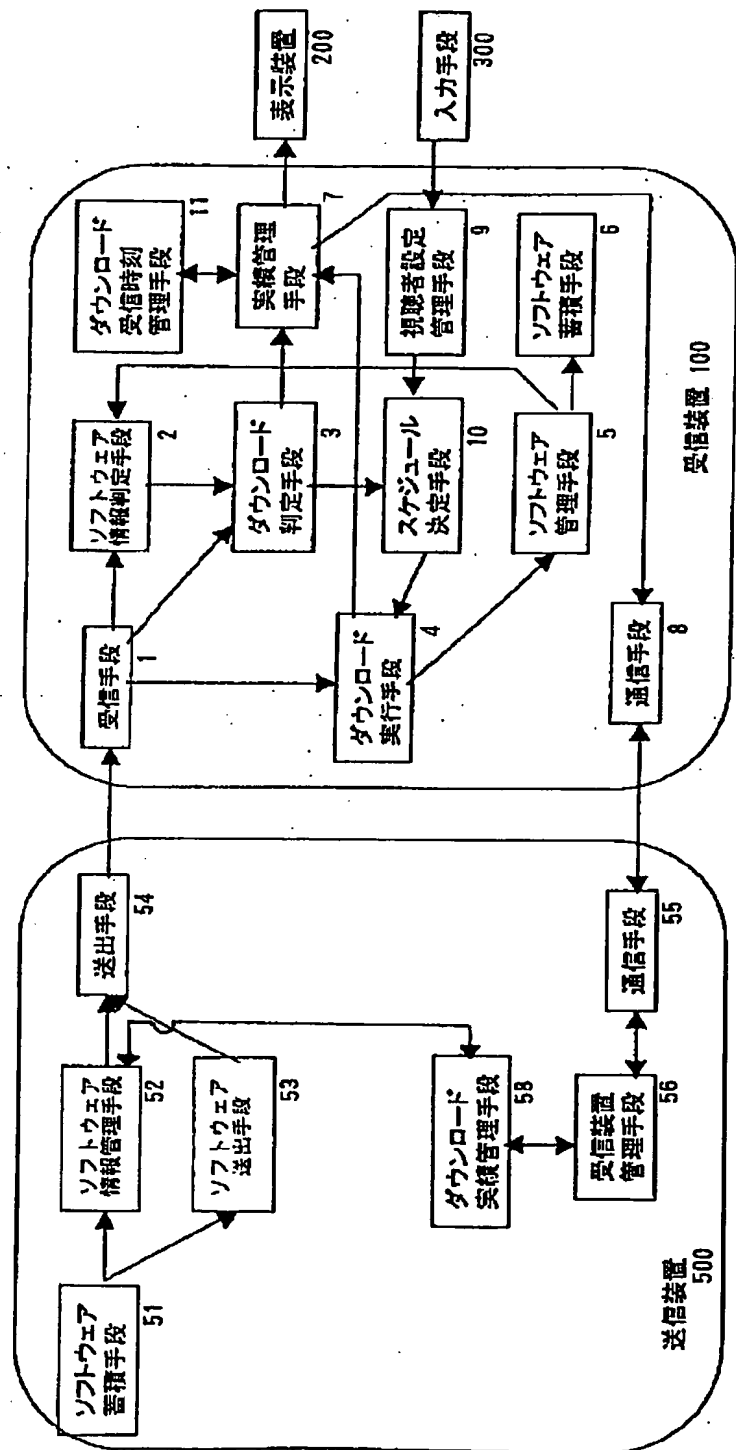 ソフトウェア
蓄積手段
51
ソフトウェア
情報管理手段
52
ソフトウェア
送出手段
53
送出手段
54
ダウンロード
実績管理手段
58
受信装置
管理手段
56
通信手段
55
送信装置
500
受信手段
1
ソフトウェア
情報判定手段
2
ダウンロード
受信時刻
管理手段
11
ダウンロード
判定手段
3
実績管理
手段
7
ダウンロード
実行手段
4
スケジュール
決定手段
10
視聴者設定
管理手段
9
ソフトウェア
管理手段
5
ソフトウェア
蓄積手段
6
通信手段
8
受信装置 100
表示装置
200
入力手段
300